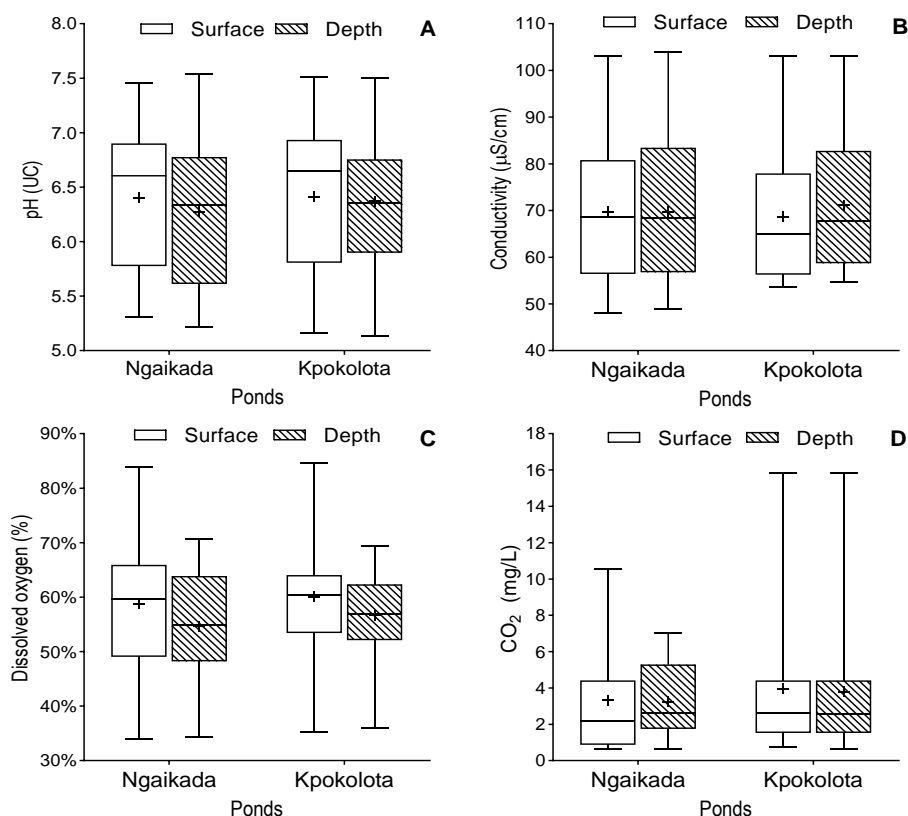 Surface Depth A
8.0
7.5
7.0
6.5
6.0
5.5
5.0
pH (UC)
Ngaikada Kpokolota
Ponds
Surface Depth B
110
100
90
80
70
60
50
40
Conductivity (µS/cm)
Ngaikada Kpokolota
Ponds
Surface Depth C
90%
80%
70%
60%
50%
40%
30%
Dissolved oxygen (%)
Ngaikada Kpokolota
Ponds
Surface Depth D
18
16
14
12
10
8
6
4
2
0
CO₂ (mg/L)
Ngaikada Kpokolota
Ponds